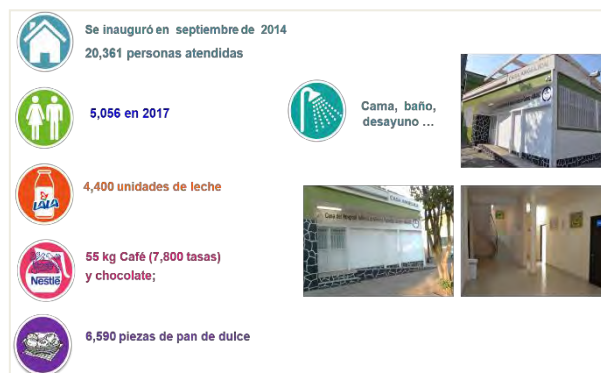 Se inauguró en septiembre de 2014
20,361 personas atendidas
5,056 en 2017
Cama, baño,
desayuno ...
LALA
4,400 unidades de leche
55 kg Café (7,800 tasas)
y chocolate;
Nestlé
6,590 piezas de pan de dulce